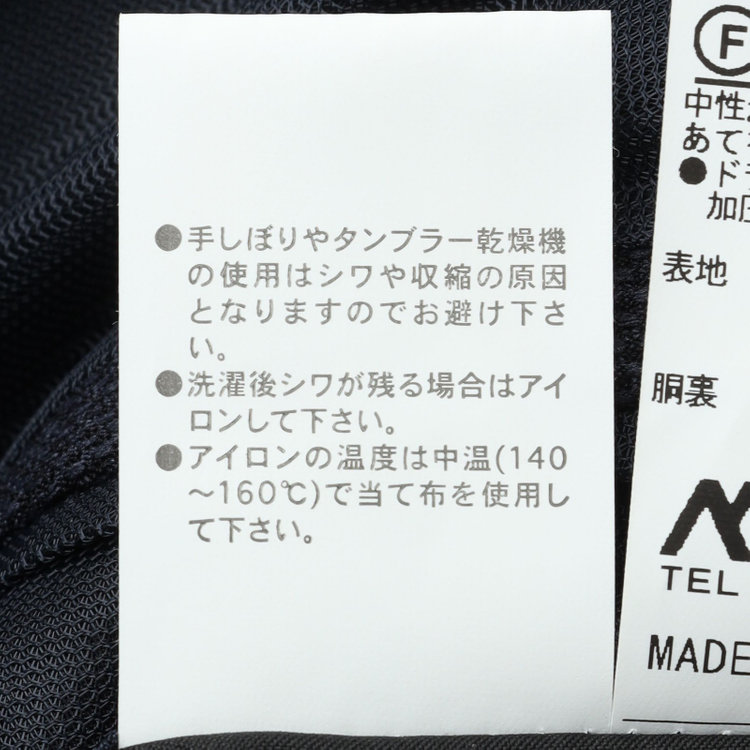 ●手しぼりやタンブラー乾燥機
の使用はシワや収縮の原因
となりますのでお避け下さ
い。
●洗濯後シワが残る場合はアイ
ロンして下さい。
●アイロンの温度は中温(140
～160℃)で当て布を使用し
て下さい。
F
中性
あて
●ド
加圧
表地
胴裏
TEL
MADE